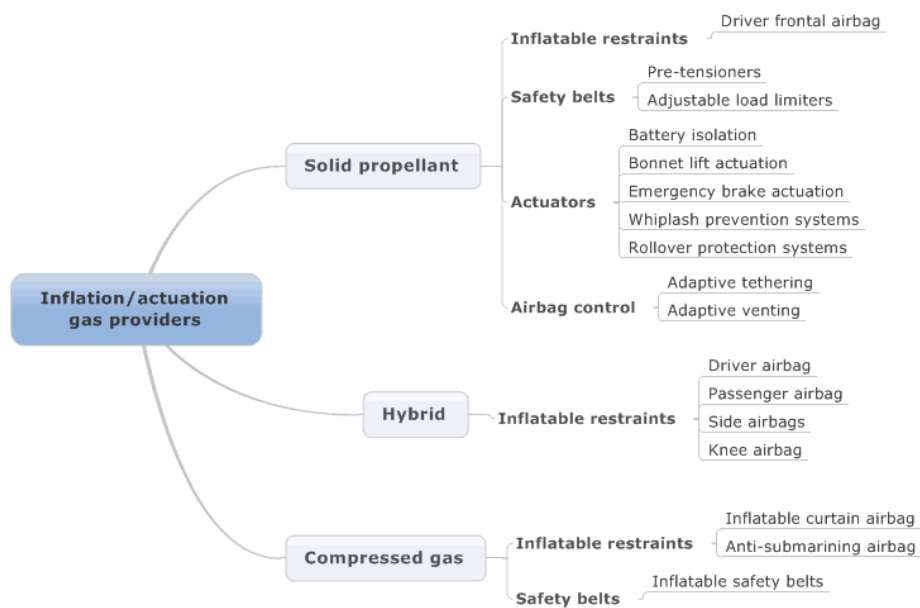 Inflation/actuation
gas providers
Solid propellant
Inflatable restraints
Driver frontal airbag
Safety belts
Pre-tensioners
Adjustable load limiters
Actuators
Battery isolation
Bonnet lift actuation
Emergency brake actuation
Whiplash prevention systems
Rollover protection systems
Airbag control
Adaptive tethering
Adaptive venting
Hybrid
Inflatable restraints
Driver airbag
Passenger airbag
Side airbags
Knee airbag
Compressed gas
Inflatable restraints
Inflatable curtain airbag
Anti-submarining airbag
Safety belts
Inflatable safety belts